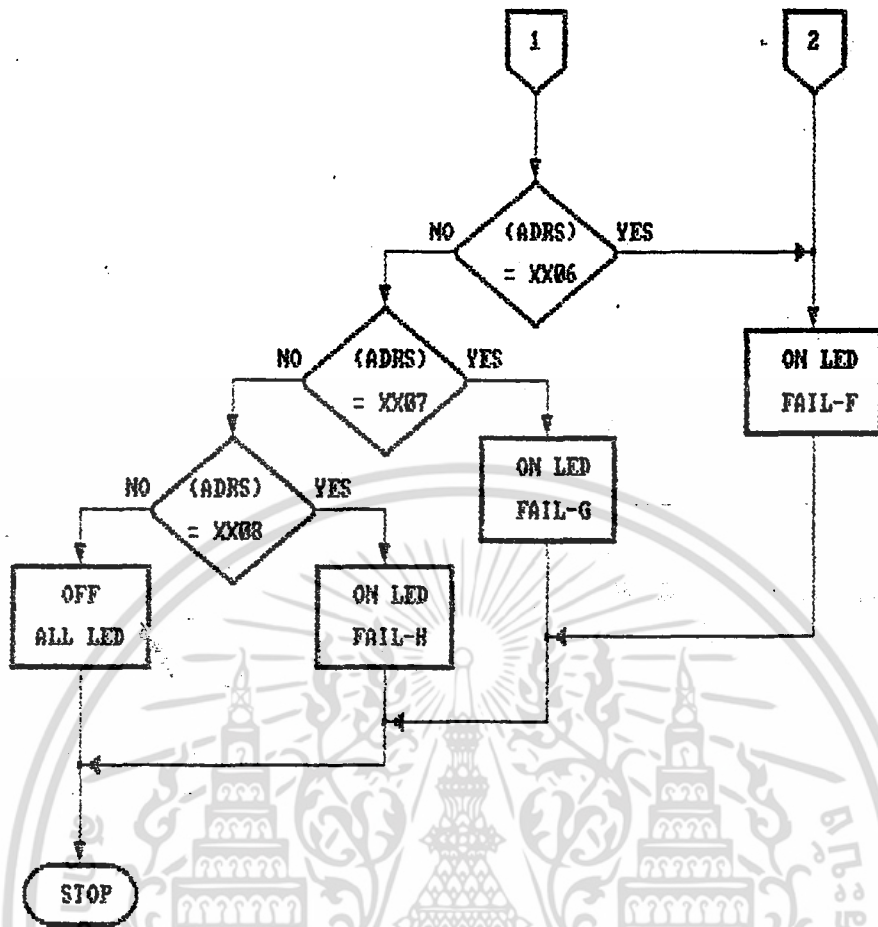 1
2
(ADRS)
= XX06
NO
YES
(ADRS)
= XX07
NO
YES
ON LED
FAIL-F
(ADRS)
= XX08
NO
YES
ON LED
FAIL-G
OFF
ALL LED
ON LED
FAIL-H
STOP